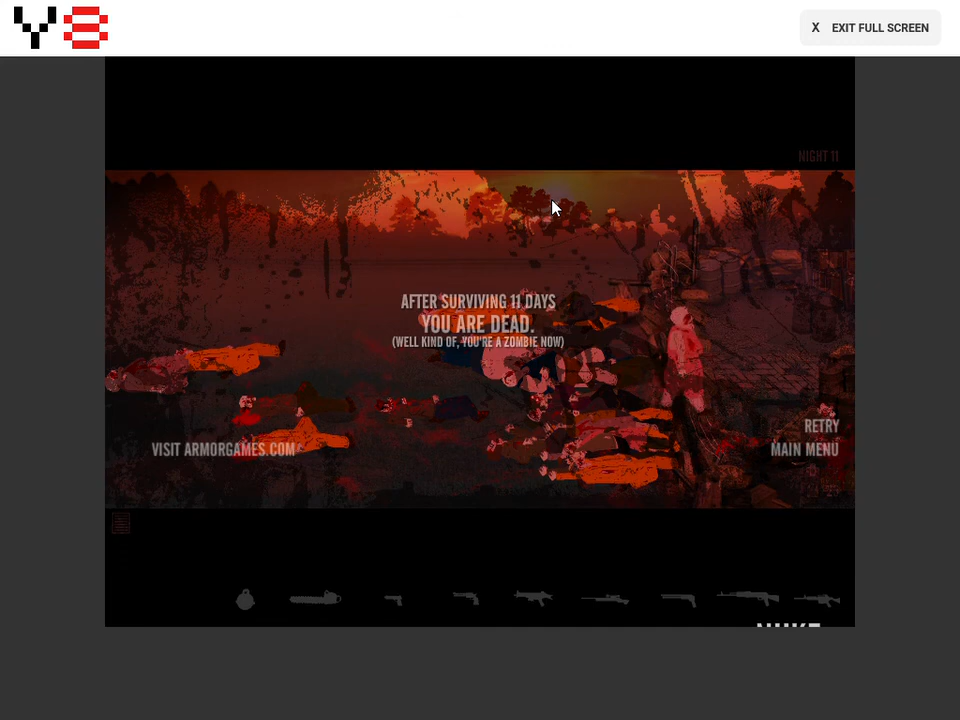 Y8
X EXIT FULL SCREEN
NIGHT 11
AFTER SURVIVING 11 DAYS
YOU ARE DEAD.
(WELL KIND OF, YOU'RE A ZOMBIE NOW)
RETRY
VISIT ARMORGAMES.COM
MAIN MENU